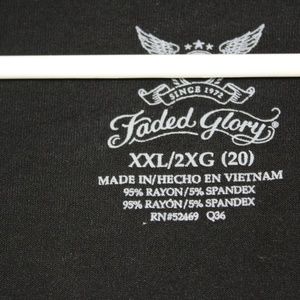 SINCE 1972
Faded Glory
XXL/2XG (20)
MADE IN/HECHO EN VIETNAM
95% RAYON/5% SPANDEX
95% RAYÓN/5% SPANDEX
RN#52469 Q36